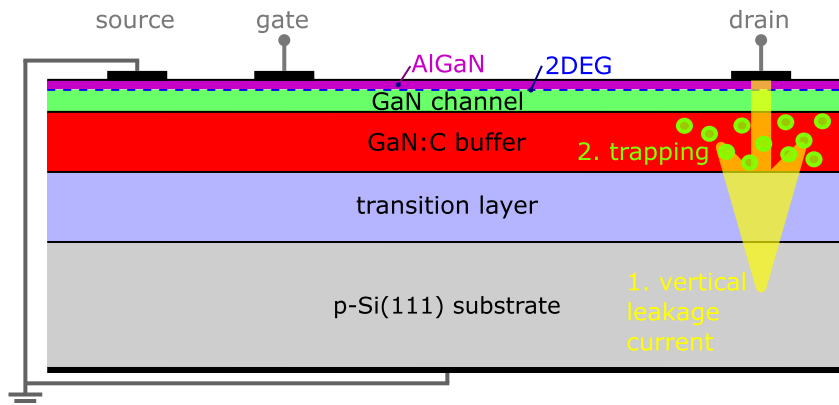 source
gate
drain
AlGaN
2DEG
GaN channel
GaN:C buffer
2. trapping
transition layer
1. vertical
leakage
current
p-Si(111) substrate